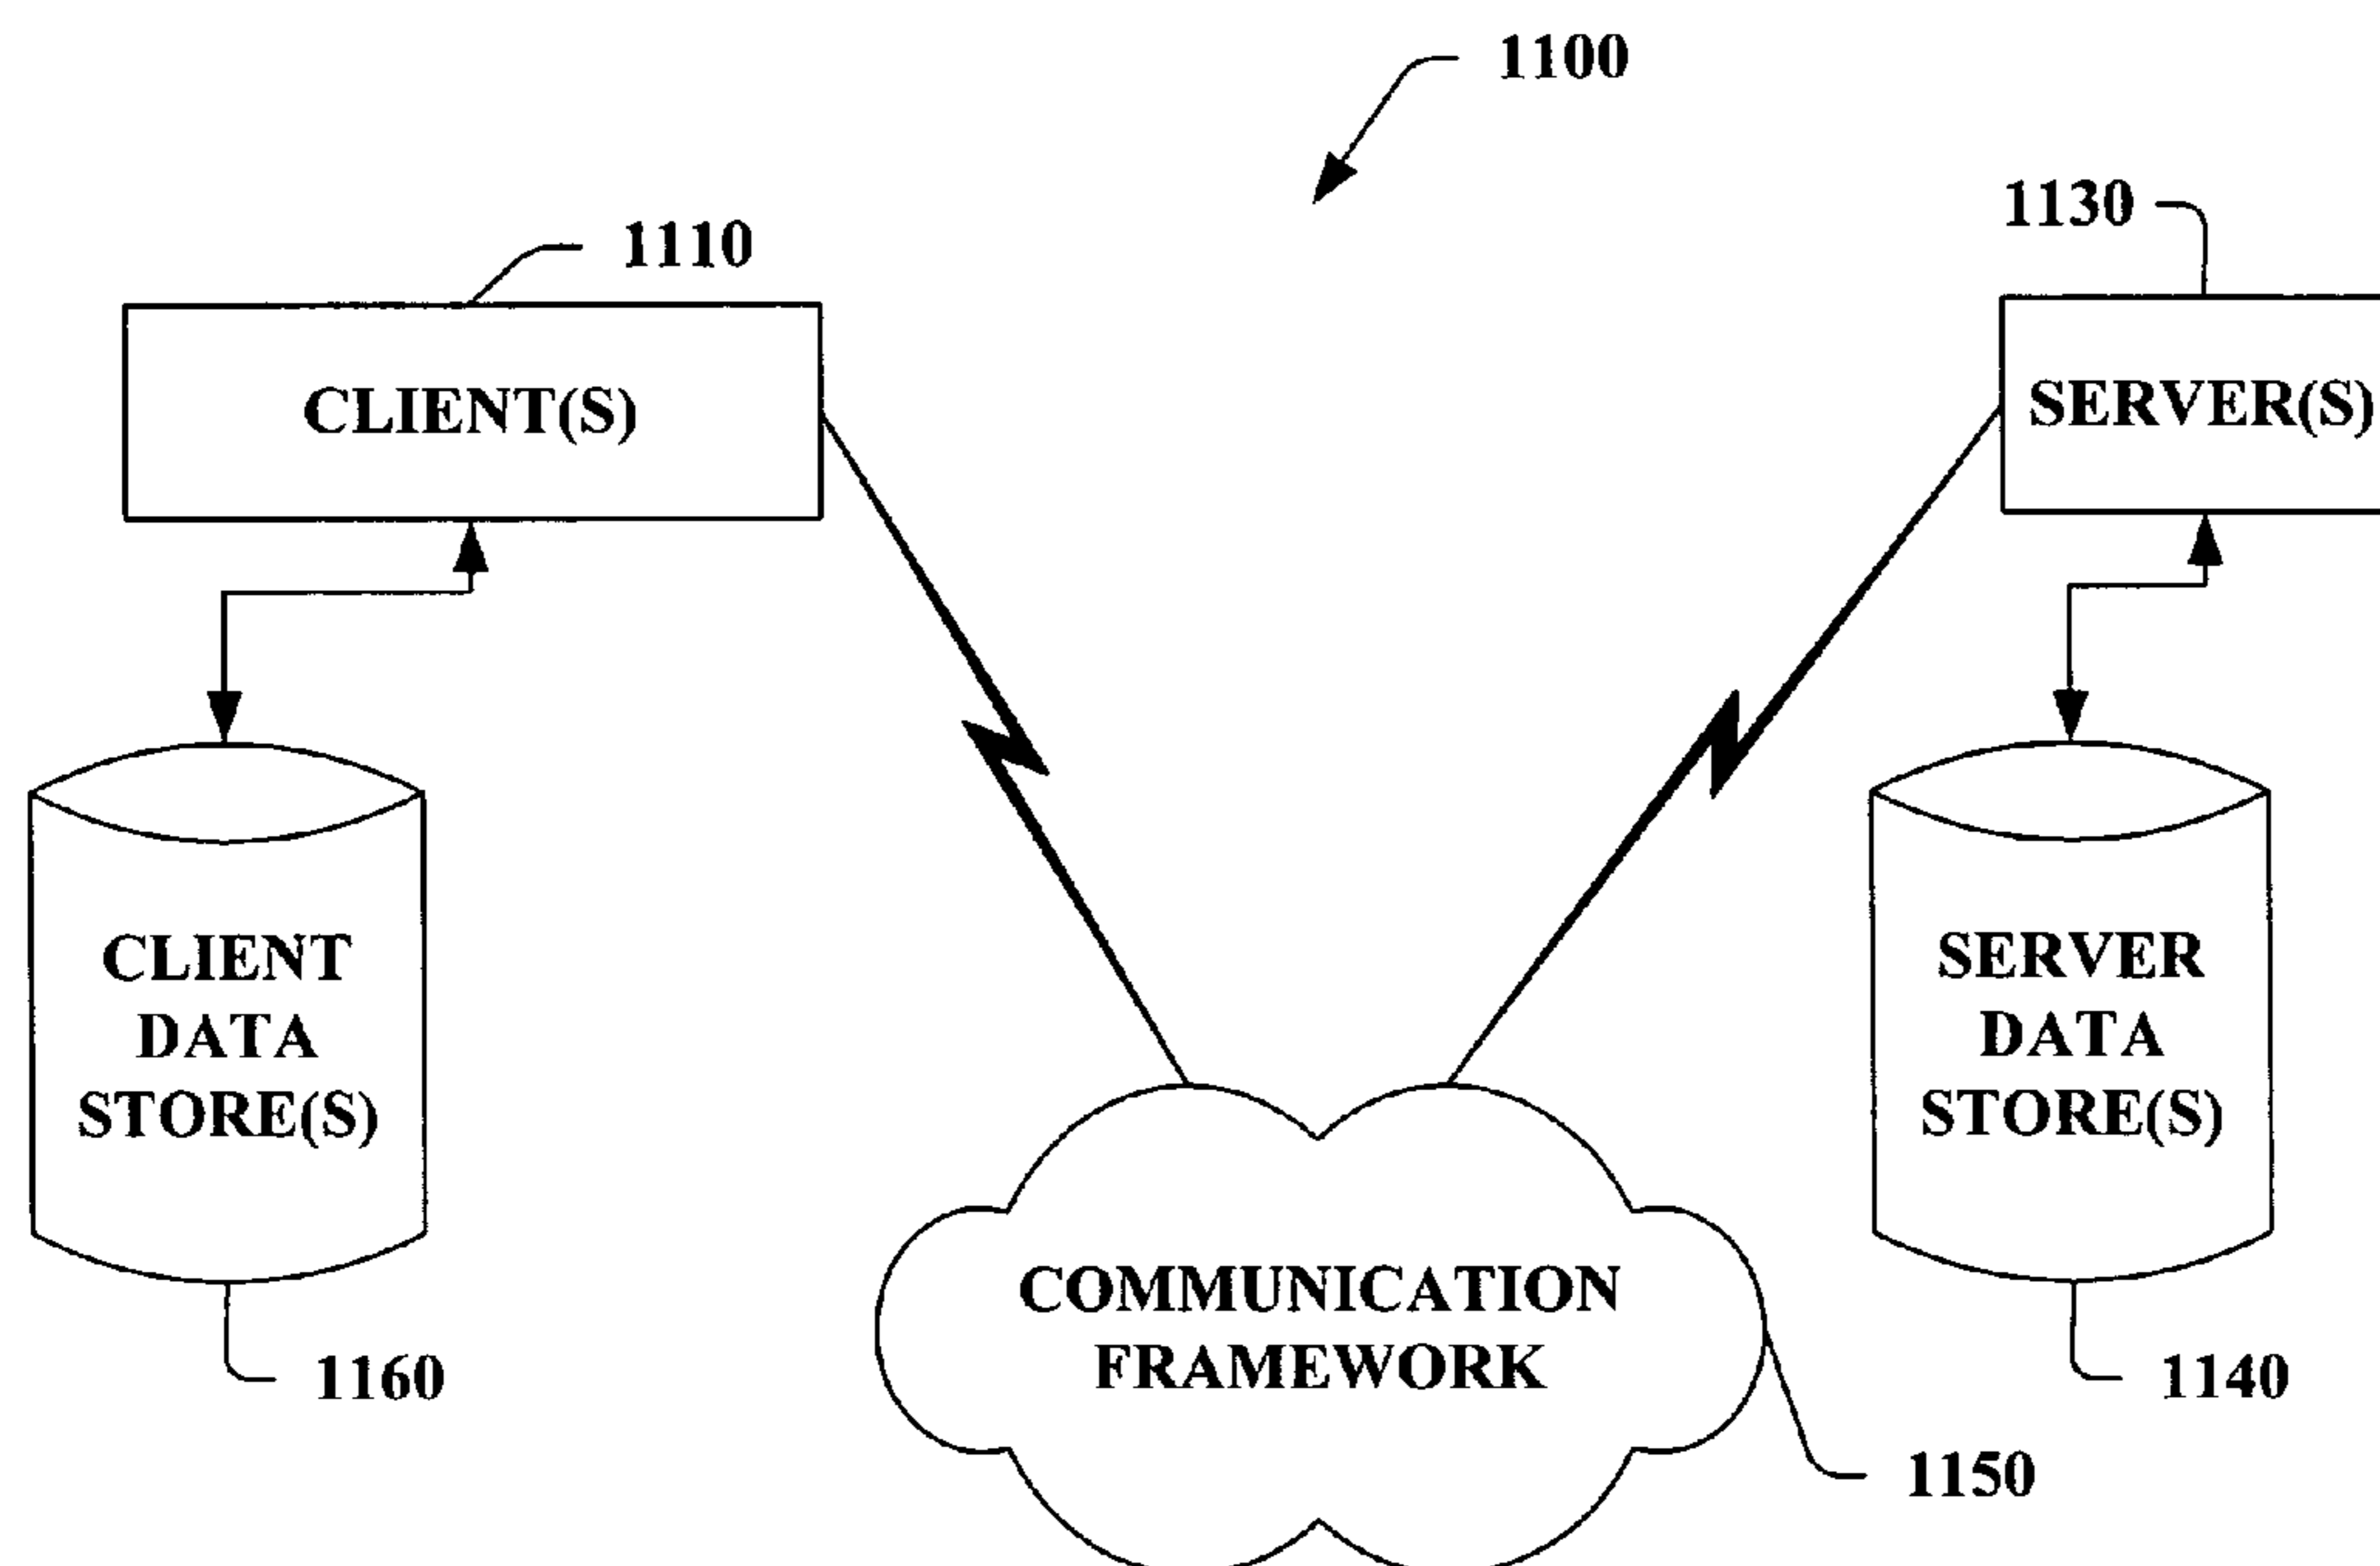 1100
1110
1130
CLIENT(S)
SERVER(S)
CLIENT
DATA
STORE(S)
SERVER
DATA
STORE(S)
COMMUNICATION
FRAMEWORK
1160
1140
1150